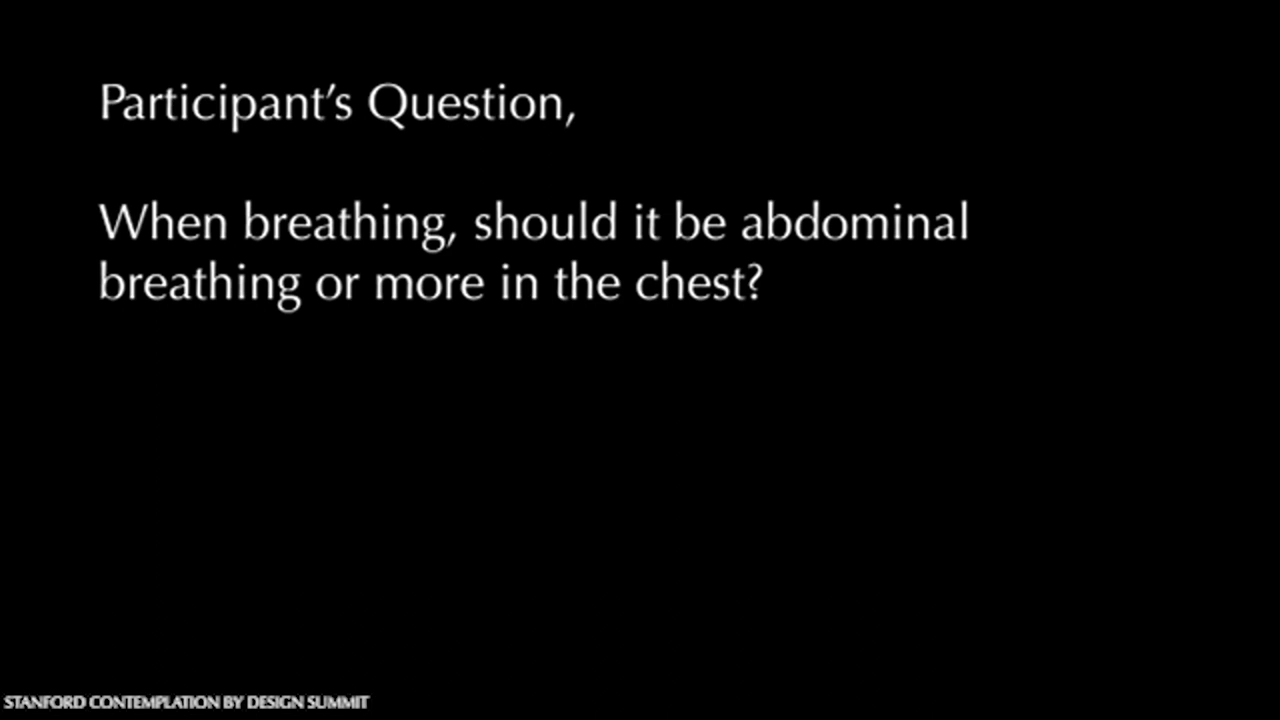 Participant’s Question,
When breathing, should it be abdominal
breathing or more in the chest?
STANFORD CONTEMPLATION BY DESIGN SUMMIT